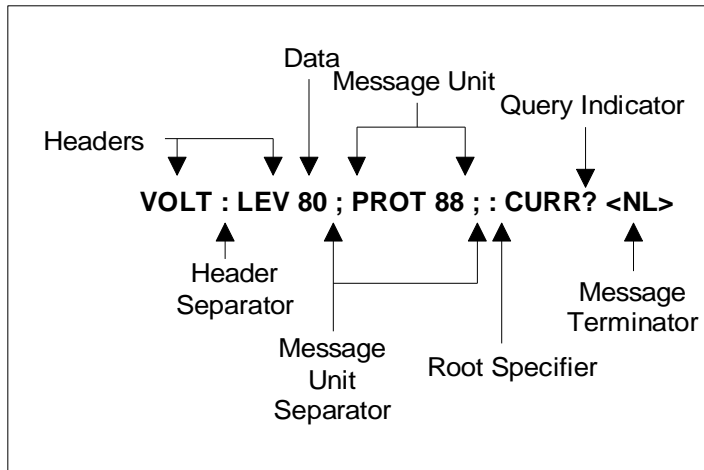 Data
Message Unit
Query Indicator
Headers
VOLT : LEV 80 ; PROT 88 ; : CURR? <NL>
Header
Separator
Message
Unit
Separator
Root Specifier
Message
Terminator